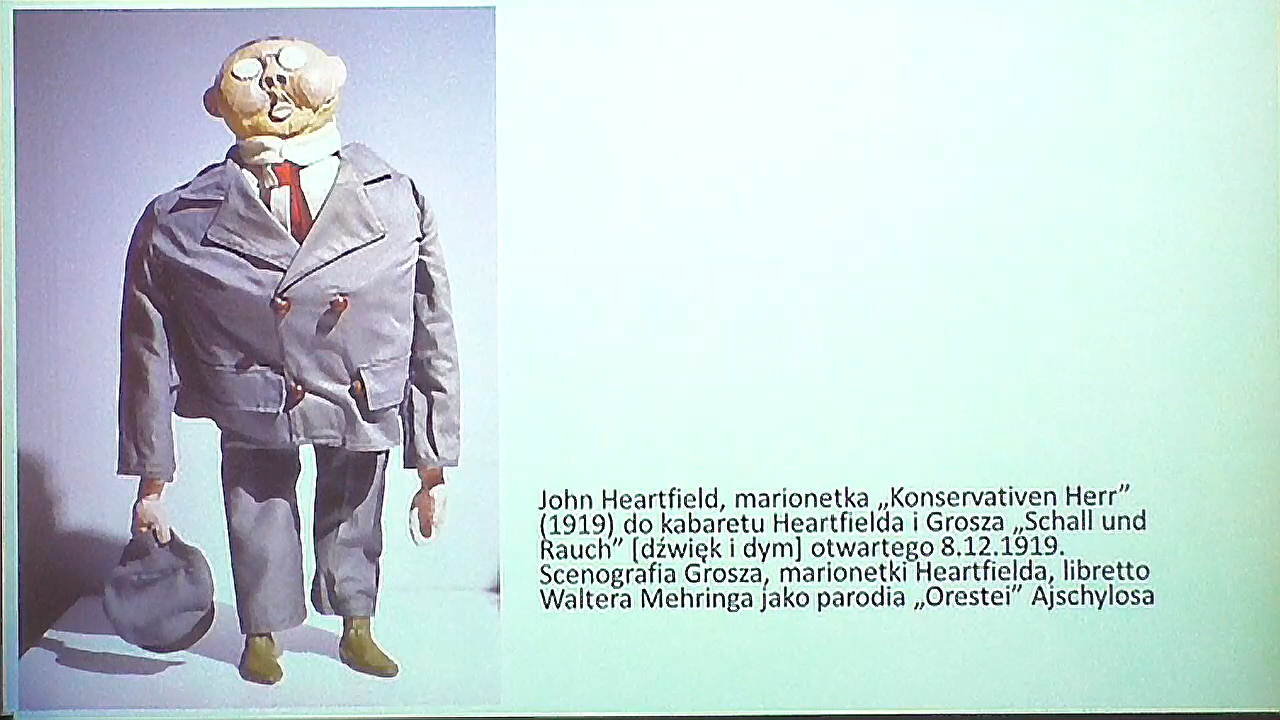 John Heartfield, marionetka „Konservativen Herr”
(1919) do kabaretu Heartfielda i Grosza „Schall und
Rauch” [dźwięk i dym] otwartego 8.12.1919.
Scenografia Grosza, marionetki Heartfielda, libretto
Waltera Mehringa jako parodia „Orestei” Ajschylosa